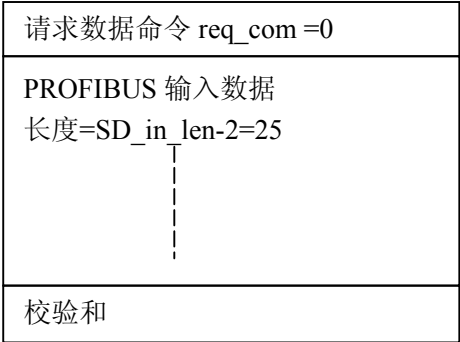 请求数据命令 req_com =0
PROFIBUS 输入数据
长度=SD_in_len-2=25
校验和